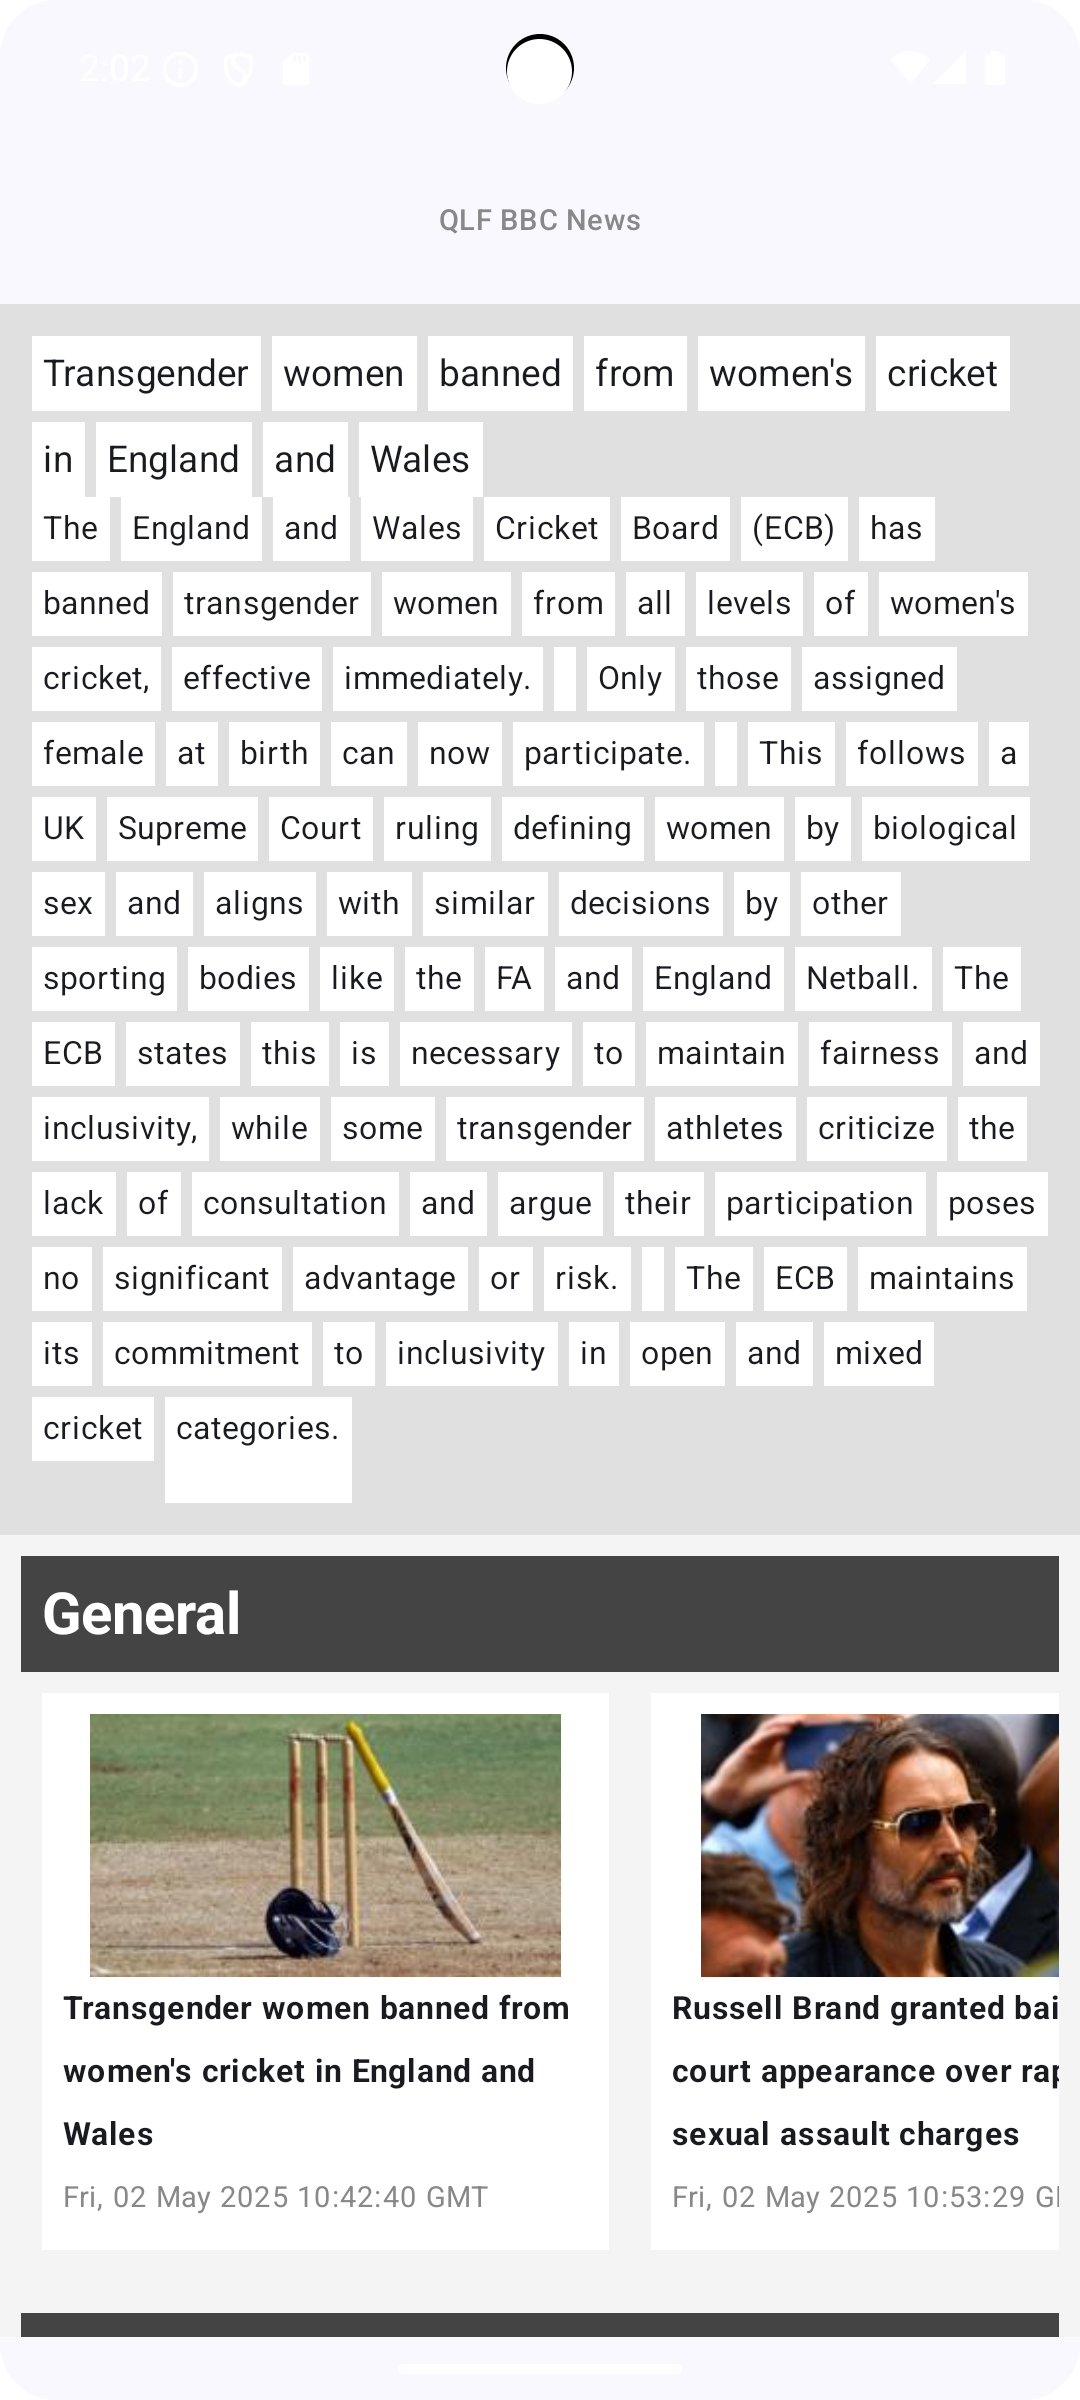 2:02
QLF BBC News
Transgender women banned from women's cricket
in England and Wales
The England and Wales Cricket Board (ECB) has
banned transgender women from all levels of women's
cricket, effective immediately. Only those assigned
female at birth can now participate. This follows a
UK Supreme Court ruling defining women by biological
sex and aligns with similar decisions by other
sporting bodies like the FA and England Netball. The
ECB states this is necessary to maintain fairness and
inclusivity, while some transgender athletes criticize the
lack of consultation and argue their participation poses
no significant advantage or risk. The ECB maintains
its commitment to inclusivity in open and mixed
cricket categories.
General
Transgender women banned from
women's cricket in England and
Wales
Fri, 02 May 2025 10:42:40 GMT
Russell Brand granted bai
court appearance over rap
sexual assault charges
Fri, 02 May 2025 10:53:29 G